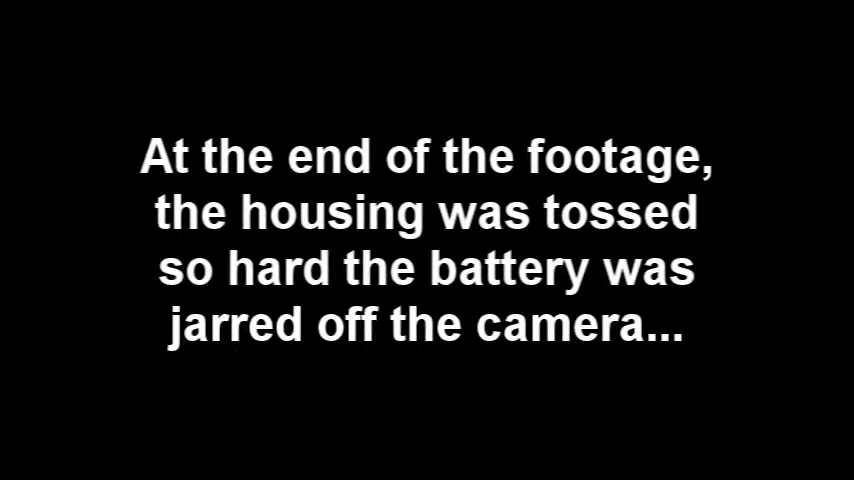 At the end of the footage,
the housing was tossed
so hard the battery was
jarred off the camera...